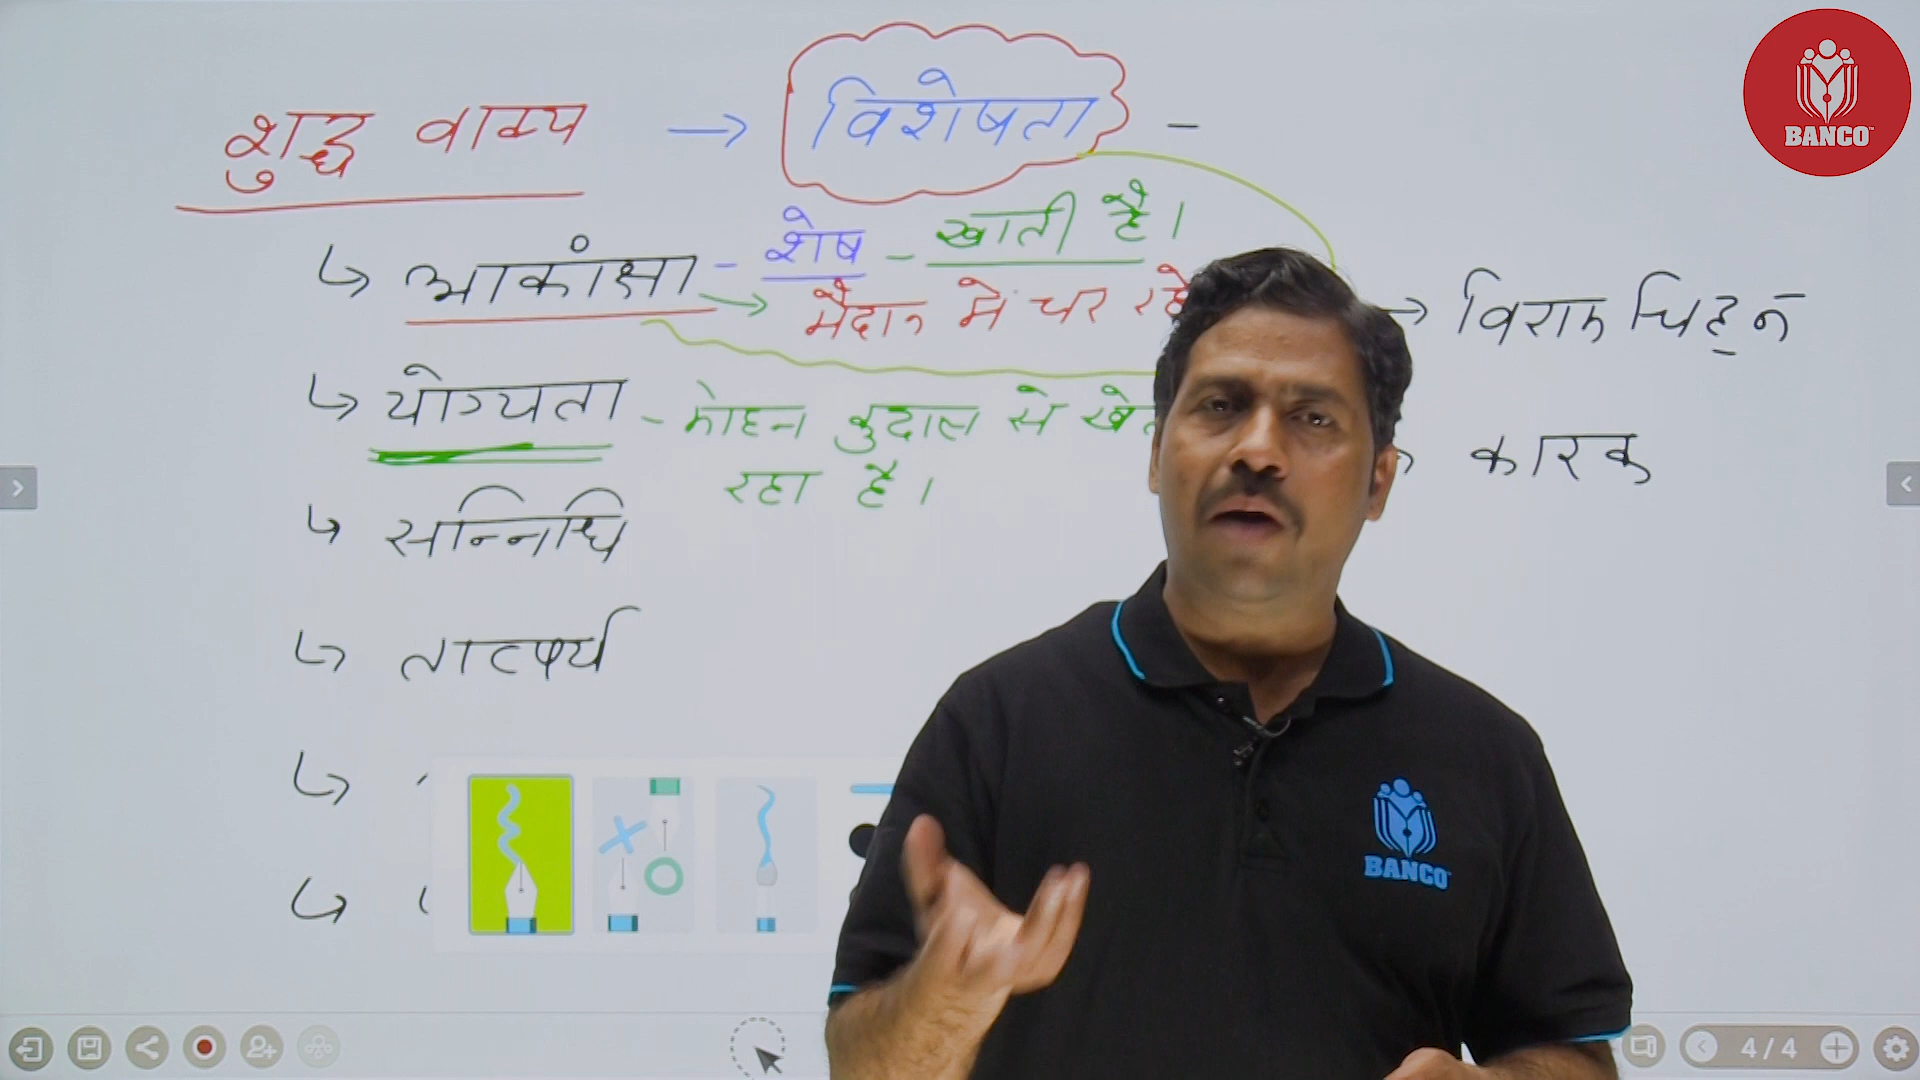 शुद्ध वाक्य → विशेषता -
आकांक्षा - शेष - खाती है।
→ मैदान में चर रहे
→ विराम चिह्न
योग्यता - मोहन कुदाल से खेत
रहा है।
कारक
सन्निधि
तात्पर्य
4/4
BANCO
BANCO